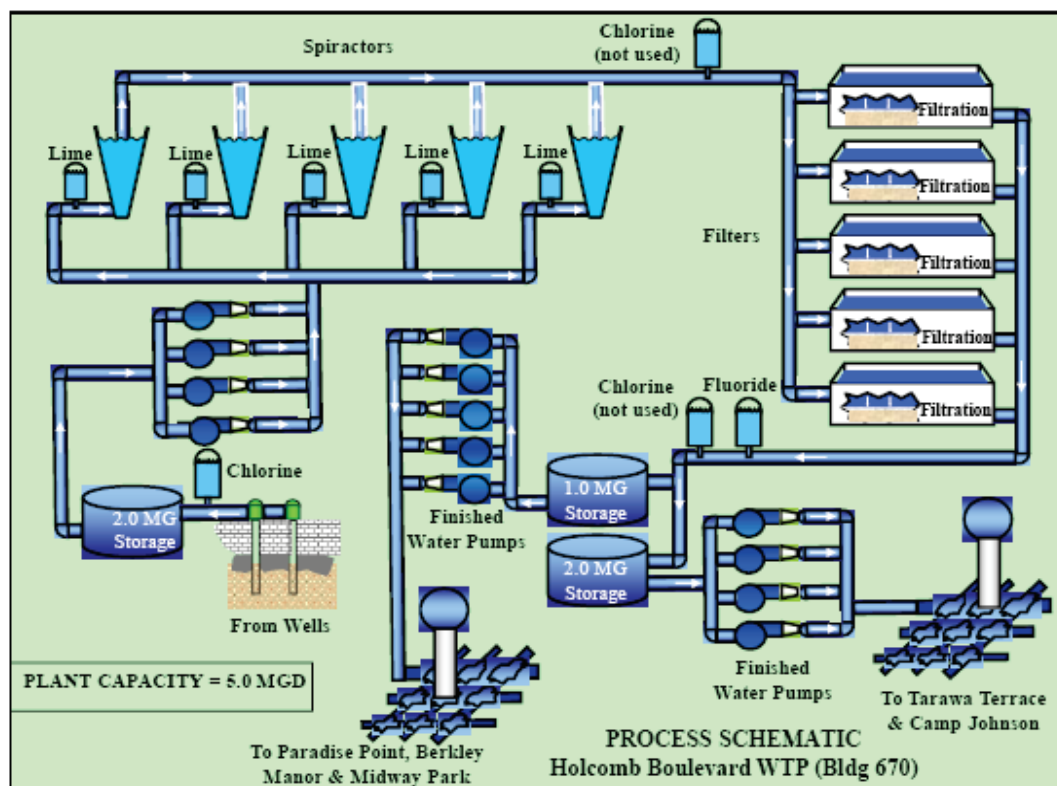 Spiractors
Chlorine
(not used)
Lime
Lime
Lime
Lime
Lime
Filtration
Filtration
Filtration
Filtration
Filtration
Filters
Chlorine
2.0 MG
Storage
From Wells
Chlorine
(not used)
Fluoride
1.0 MG
Storage
2.0 MG
Storage
Finished
Water Pumps
Finished
Water Pumps
To Tarawa Terrace
& Camp Johnson
PLANT CAPACITY = 5.0 MGD
To Paradise Point, Berkley
Manor & Midway Park
PROCESS SCHEMATIC
Holcomb Boulevard WTP (Bldg 670)